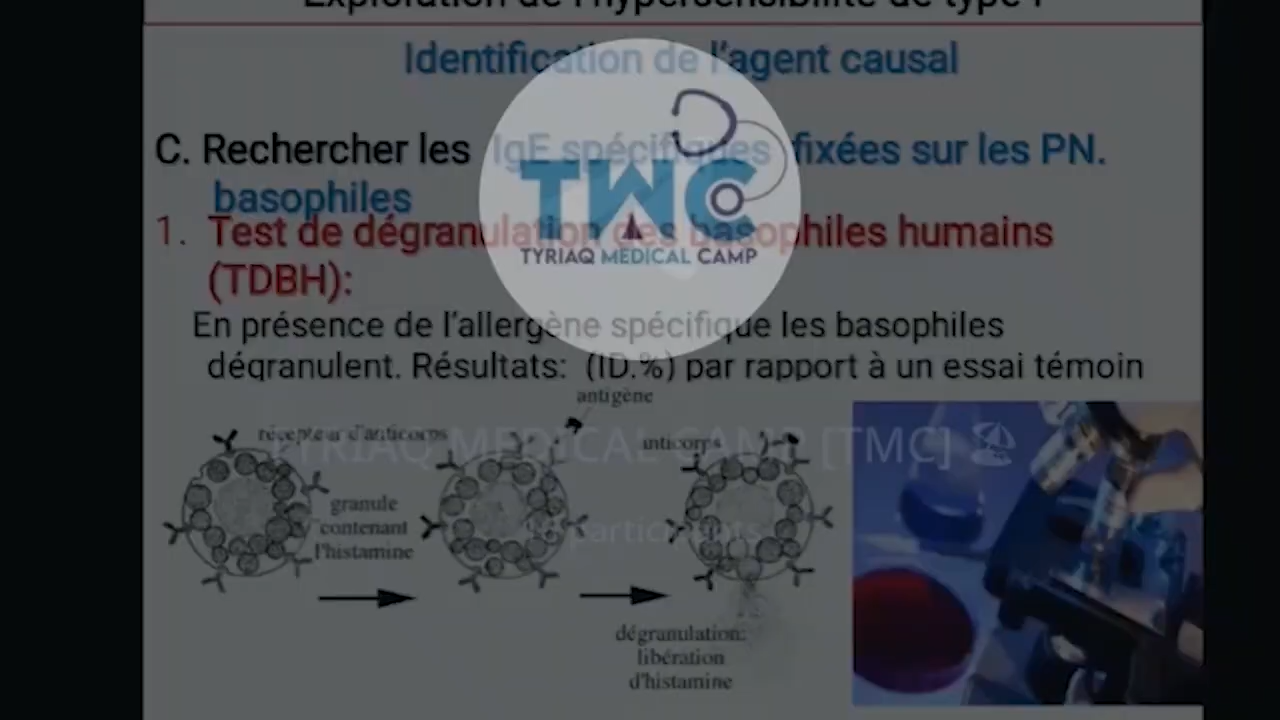 Exploration de l'hypersensibilité de type I
Identification de l'agent causal
C. Rechercher les IgE spécifiques fixées sur les PN.
basophiles
1. Test de dégranulation des basophiles humains
(TDBH):
En présence de l'allergène spécifique les basophiles
dégranulent. Résultats: (ID.%) par rapport à un essai témoin
TWC
TYRIAQ MEDICAL CAMP
TYRIAQ MEDICAL CAMP [TMC] 🏖
participants
antigène
récepteur d'anticorps
anticorps
granule
contenant
l'histamine
dégranulation:
libération
d'histamine